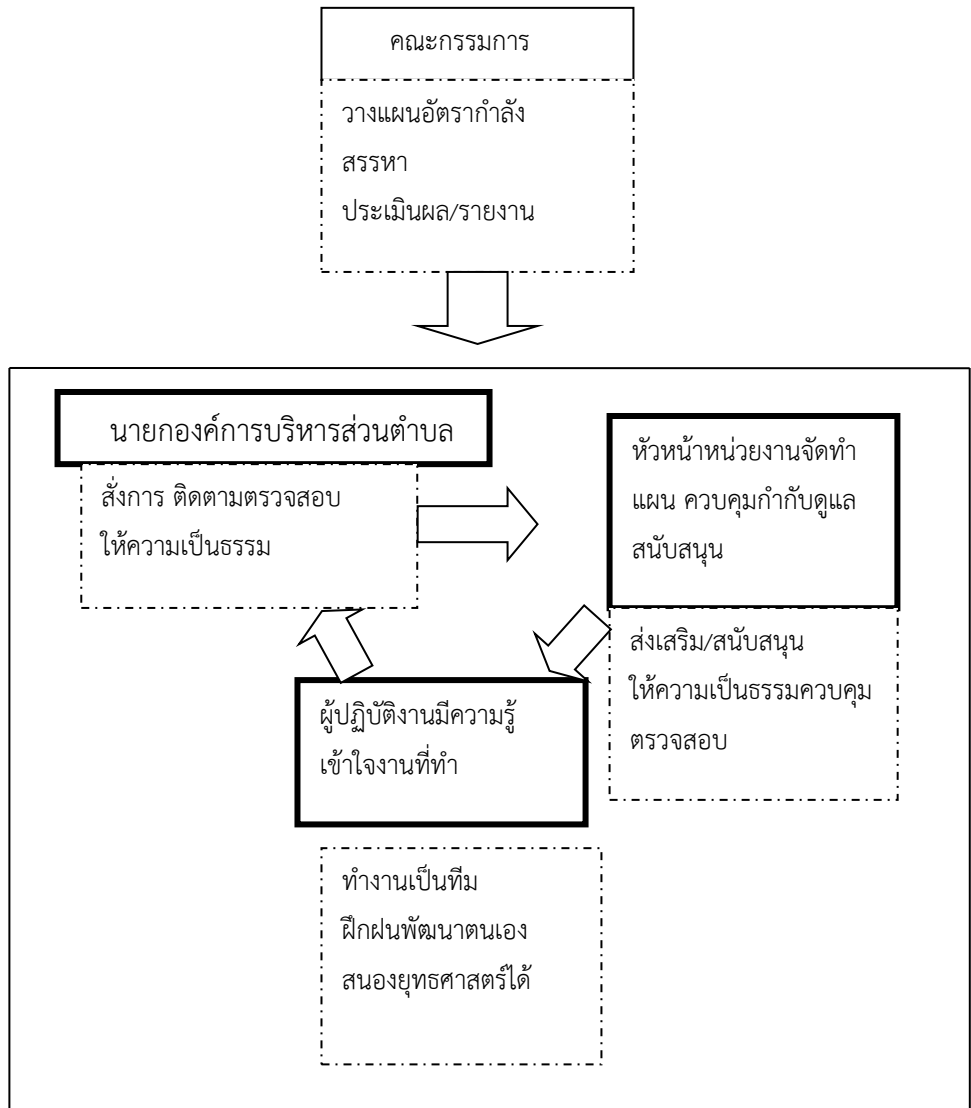 คณะกรรมการ
วางแผนอัตรากำลัง
สรรหา
ประเมินผล/รายงาน
นายกองค์การบริหารส่วนตำบล
สั่งการ ติดตามตรวจสอบ
ให้ความเป็นธรรม
หัวหน้าหน่วยงานจัดทำ
แผน ควบคุมกำกับดูแล
สนับสนุน
ส่งเสริม/สนับสนุน
ให้ความเป็นธรรมควบคุม
ตรวจสอบ
ผู้ปฏิบัติงานมีความรู้
เข้าใจงานที่ทำ
ทำงานเป็นทีม
ฝึกฝนพัฒนาตนเอง
สนองยุทธศาสตร์ได้